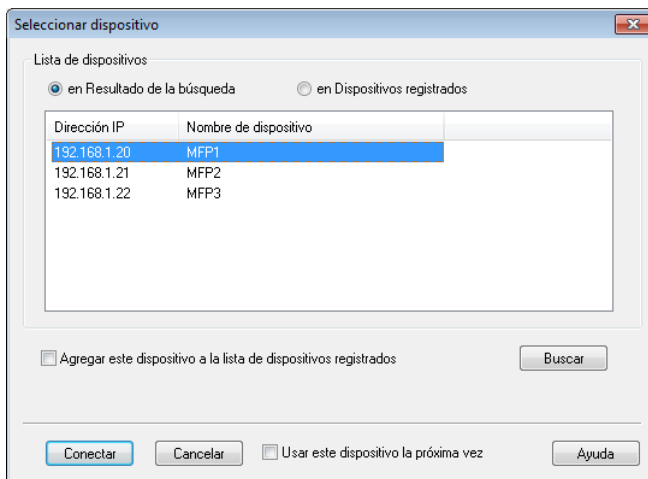 Seleccionar dispositivo
Lista de dispositivos
en Resultado de la búsqueda en Dispositivos registrados
Dirección IP Nombre de dispositivo
192.168.1.20 MFP1
192.168.1.21 MFP2
192.168.1.22 MFP3
Agregar este dispositivo a la lista de dispositivos registrados Buscar
Conectar Cancelar Usar este dispositivo la próxima vez Ayuda